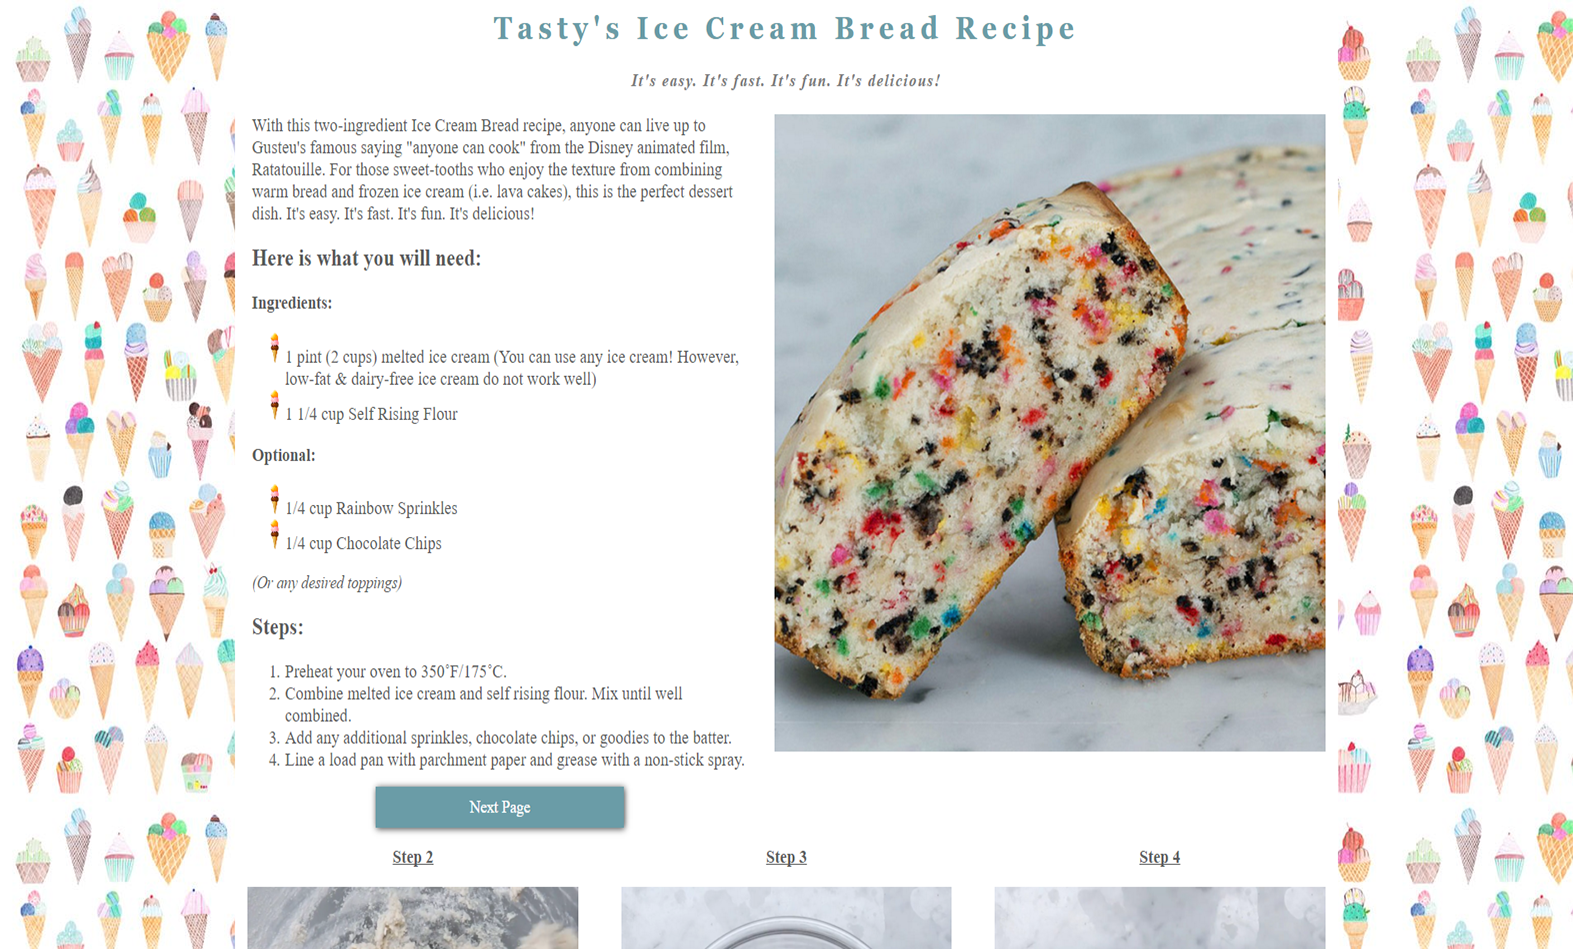 Tasty's Ice Cream Bread Recipe
It's easy. It's fast. It's fun. It's delicious!
With this two-ingredient Ice Cream Bread recipe, anyone can live up to
Gusteu's famous saying "anyone can cook" from the Disney animated film,
Ratatouille. For those sweet-tooths who enjoy the texture from combining
warm bread and frozen ice cream (i.e. lava cakes), this is the perfect dessert
dish. It's easy. It's fast. It's fun. It's delicious!
Here is what you will need:
Ingredients:
1 pint (2 cups) melted ice cream (You can use any ice cream! However,
low-fat & dairy-free ice cream do not work well)
1 1/4 cup Self Rising Flour
Optional:
1/4 cup Rainbow Sprinkles
1/4 cup Chocolate Chips
(Or any desired toppings)
Steps:
1. Preheat your oven to 350˚F/175˚C.
2. Combine melted ice cream and self rising flour. Mix until well
combined.
3. Add any additional sprinkles, chocolate chips, or goodies to the batter.
4. Line a load pan with parchment paper and grease with a non-stick spray.
Next Page
Step 2
Step 3
Step 4